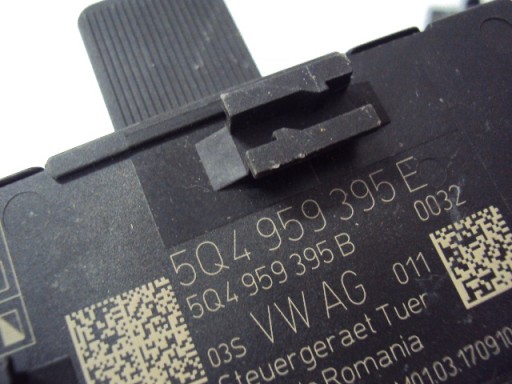 5Q4 959 395 E
5Q4 959 395 B 0032
03S VW AG 011
Steuergeraet Tuer
Romania